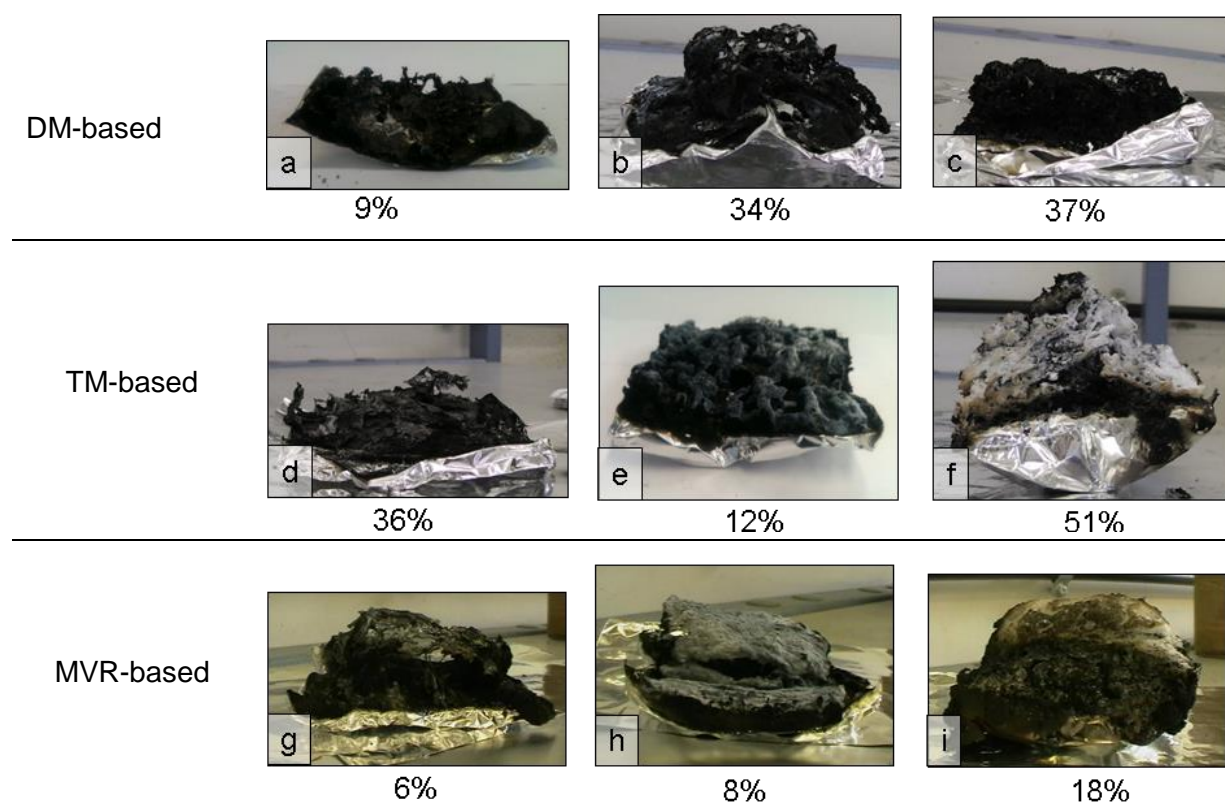 DM-based
a
b
c
9%
34%
37%
TM-based
d
e
f
36%
12%
51%
MVR-based
g
h
i
6%
8%
18%